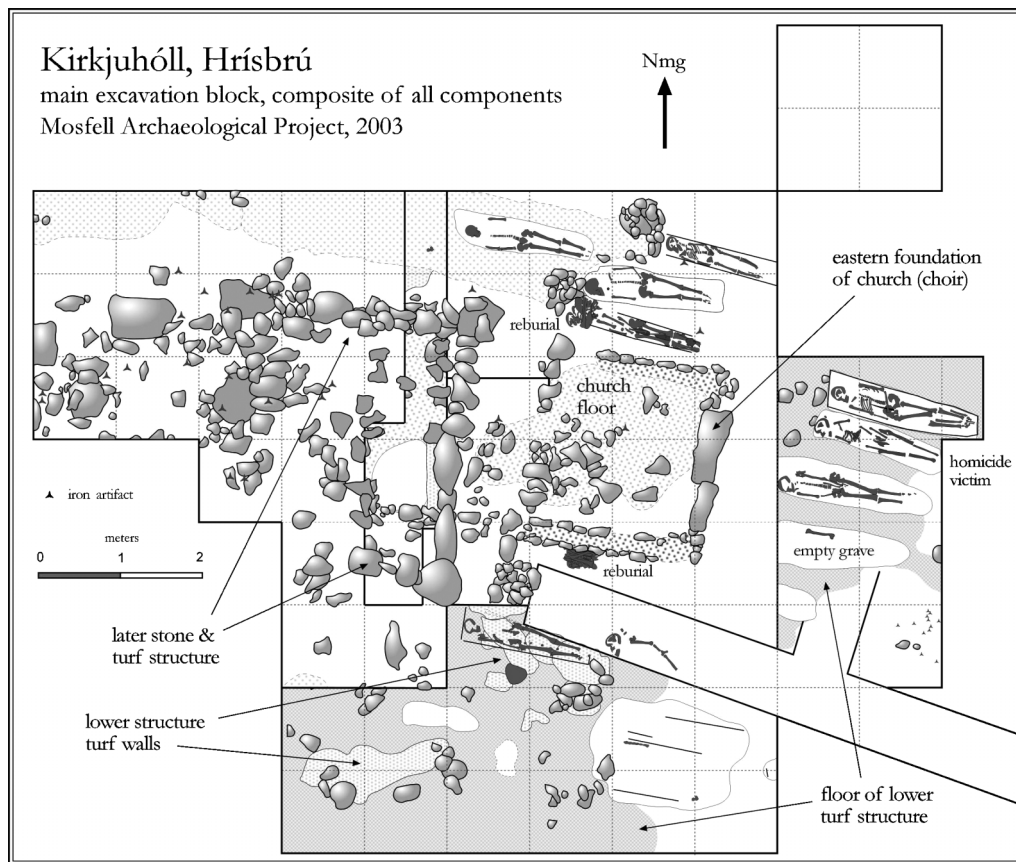 Kirkjuhóll, Hrísbrú
main excavation block, composite of all components
Mosfell Archaeological Project, 2003
Nmg
eastern foundation
of church (choir)
reburial
church
floor
homicide
victim
iron artifact
meters
0 1 2
empty grave
reburial
later stone &
turf structure
lower structure
turf walls
floor of lower
turf structure